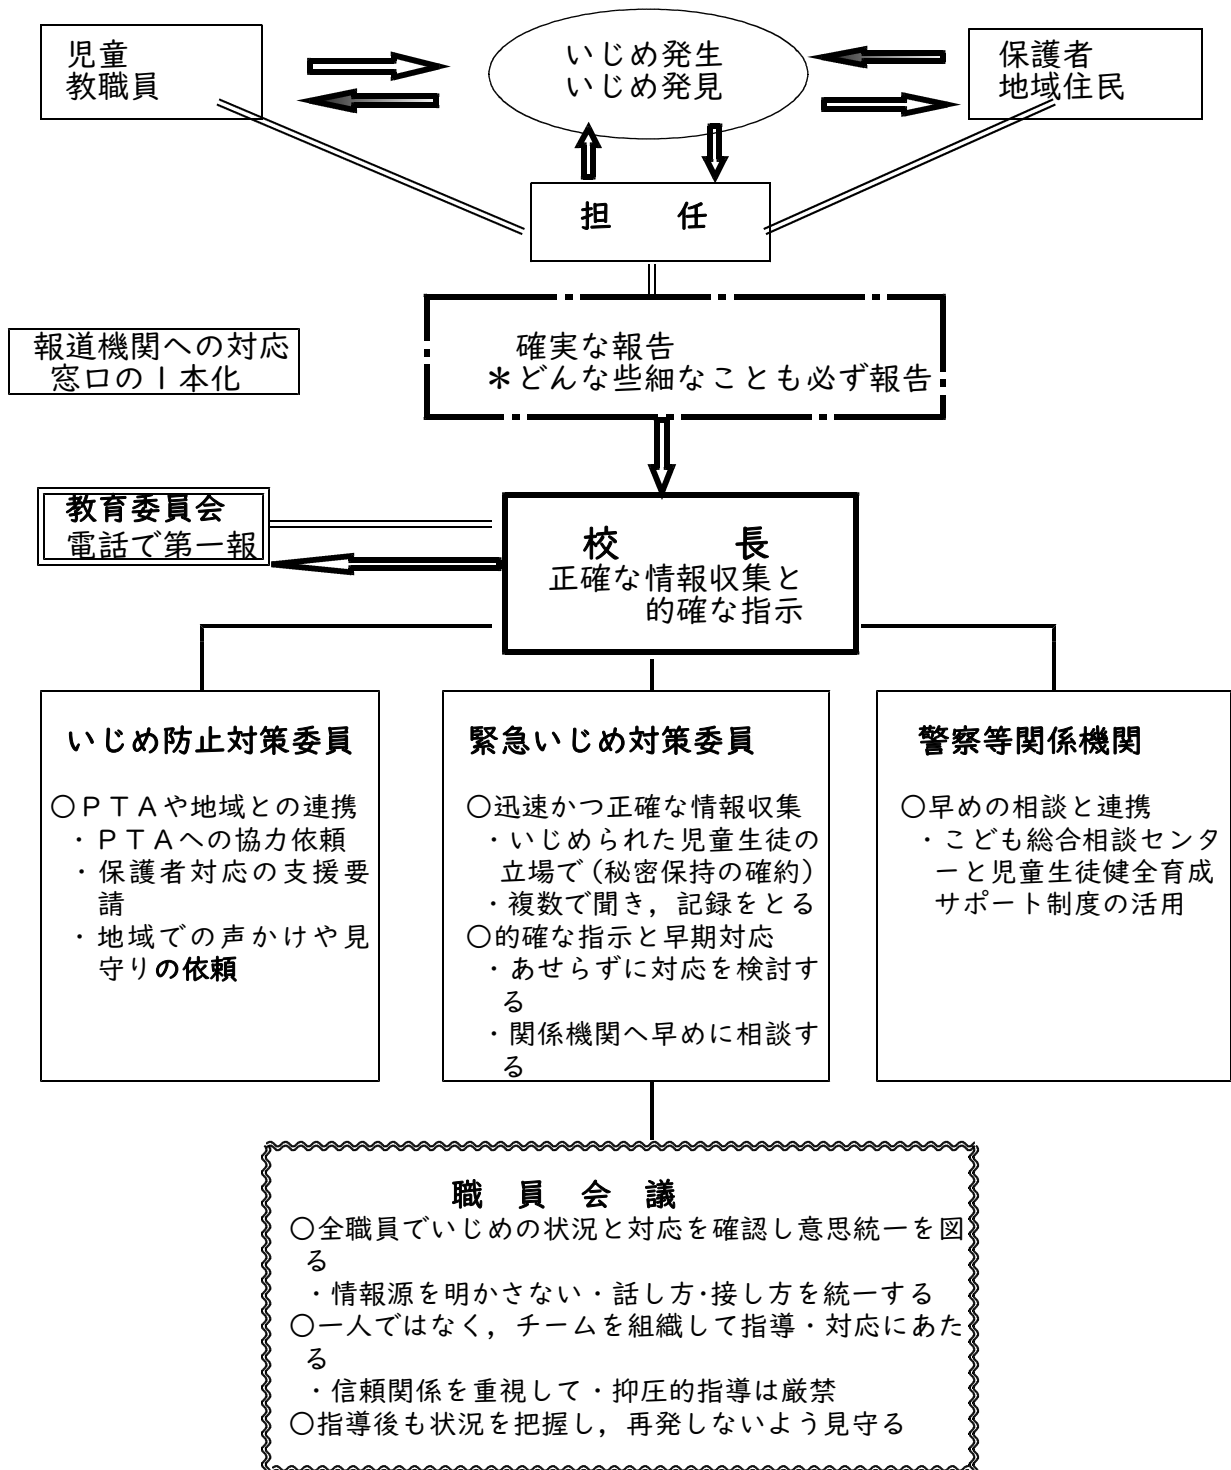 児童
教職員
いじめ発生
いじめ発見
保護者
地域住民
担　任
確実な報告
＊どんな些細なことも必ず報告
報道機関への対応
窓口の１本化
教育委員会
電話で第一報
校　長
正確な情報収集と
的確な指示
いじめ防止対策委員
○ＰＴＡや地域との連携
・ＰＴＡへの協力依頼
・保護者対応の支援要
請
・地域での声かけや見
守りの依頼
緊急いじめ対策委員
○迅速かつ正確な情報収集
・いじめられた児童生徒の
立場で（秘密保持の確約）
・複数で聞き，記録をとる
○的確な指示と早期対応
・あせらずに対応を検討す
る
・関係機関へ早めに相談す
る
警察等関係機関
○早めの相談と連携
・こども総合相談センタ
ーと児童生徒健全育成
サポート制度の活用
職　員　会　議
○全職員でいじめの状況と対応を確認し意思統一を図
る
・情報源を明かさない・話し方・接し方を統一する
○一人ではなく，チームを組織して指導・対応にあた
る
・信頼関係を重視して・抑圧的指導は厳禁
○指導後も状況を把握し，再発しないよう見守る